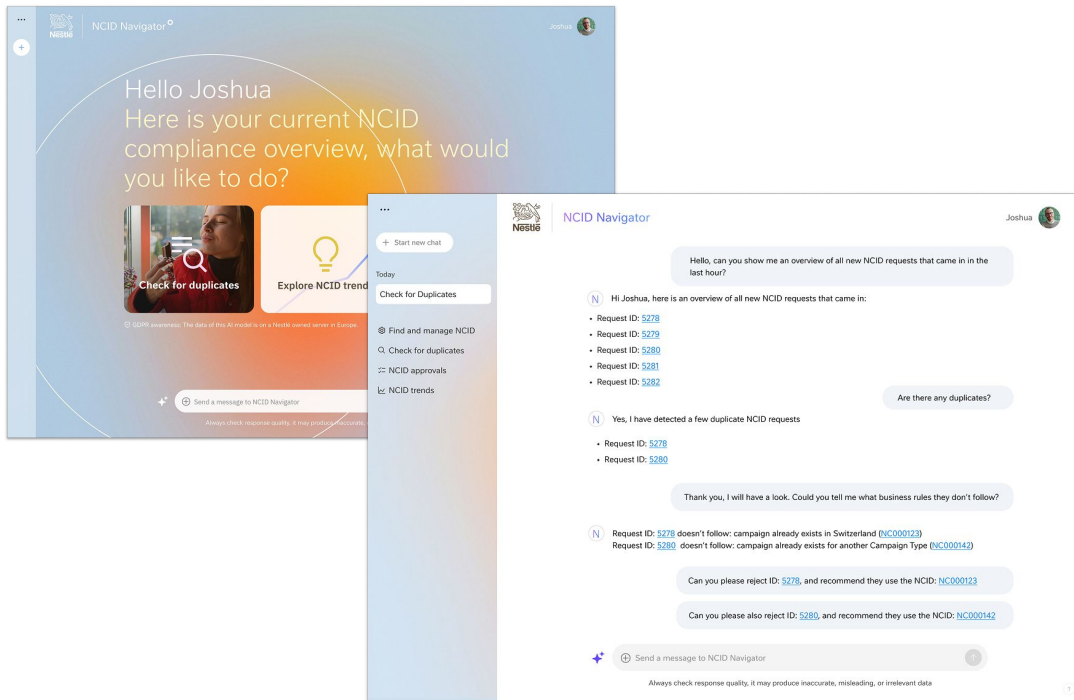 ...
Nestlé
NCID Navigator
Joshua
+
Hello Joshua
Here is your current NCID
compliance overview, what would
you like to do?
Check for duplicates
Explore NCID trend
GDPR awareness: The data of this AI model is on a Nestlé owned server in Europe.
Send a message to NCID Navigator
Always check response quality, it may produce inaccurate,
...
+ Start new chat
Today
Check for Duplicates
Find and manage NCID
Check for duplicates
NCID approvals
NCID trends
Nestlé
NCID Navigator
Joshua
Hello, can you show me an overview of all new NCID requests that came in in the
last hour?
N Hi Joshua, here is an overview of all new NCID requests that came in:
• Request ID: 5278
• Request ID: 5279
• Request ID: 5280
• Request ID: 5281
• Request ID: 5282
Are there any duplicates?
N Yes, I have detected a few duplicate NCID requests
• Request ID: 5278
• Request ID: 5280
Thank you, I will have a look. Could you tell me what business rules they don't follow?
N Request ID: 5278 doesn't follow: campaign already exists in Switzerland (NC000123)
Request ID: 5280 doesn't follow: campaign already exists for another Campaign Type (NC000142)
Can you please reject ID: 5278, and recommend they use the NCID: NC000123
Can you please also reject ID: 5280, and recommend they use the NCID: NC000142
Send a message to NCID Navigator
Always check response quality, it may produce inaccurate, misleading, or irrelevant data